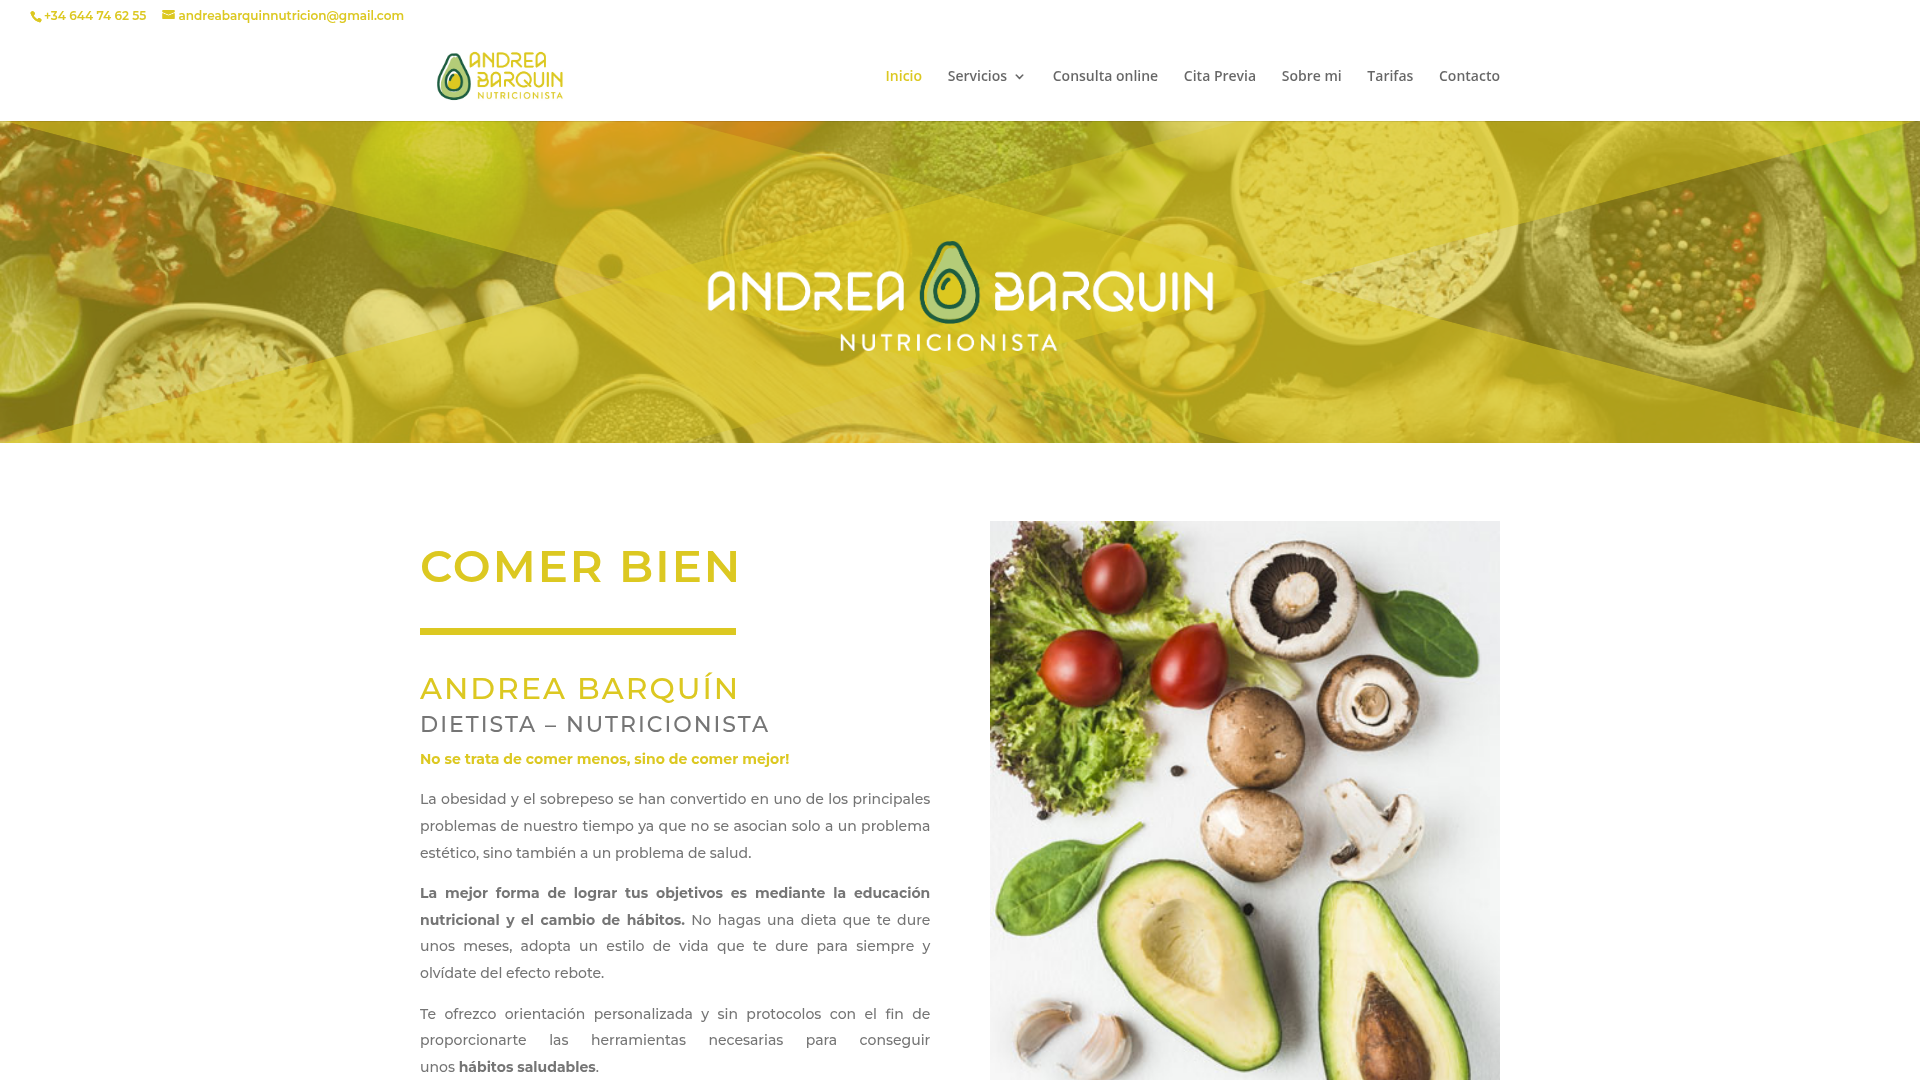 +34 644 74 62 55 andreabarquinnutricion@gmail.com
ANDREA
BARQUIN
NUTRICIONISTA
Inicio Servicios Consulta online Cita Previa Sobre mi Tarifas Contacto
ANDREA BARQUIN
NUTRICIONISTA
COMER BIEN
ANDREA BARQUÍN
DIETISTA – NUTRICIONISTA
No se trata de comer menos, sino de comer mejor!
La obesidad y el sobrepeso se han convertido en uno de los principales
problemas de nuestro tiempo ya que no se asocian solo a un problema
estético, sino también a un problema de salud.
La mejor forma de lograr tus objetivos es mediante la educación
nutricional y el cambio de hábitos. No hagas una dieta que te dure
unos meses, adopta un estilo de vida que te dure para siempre y
olvídate del efecto rebote.
Te ofrezco orientación personalizada y sin protocolos con el fin de
proporcionarte las herramientas necesarias para conseguir
unos hábitos saludables.